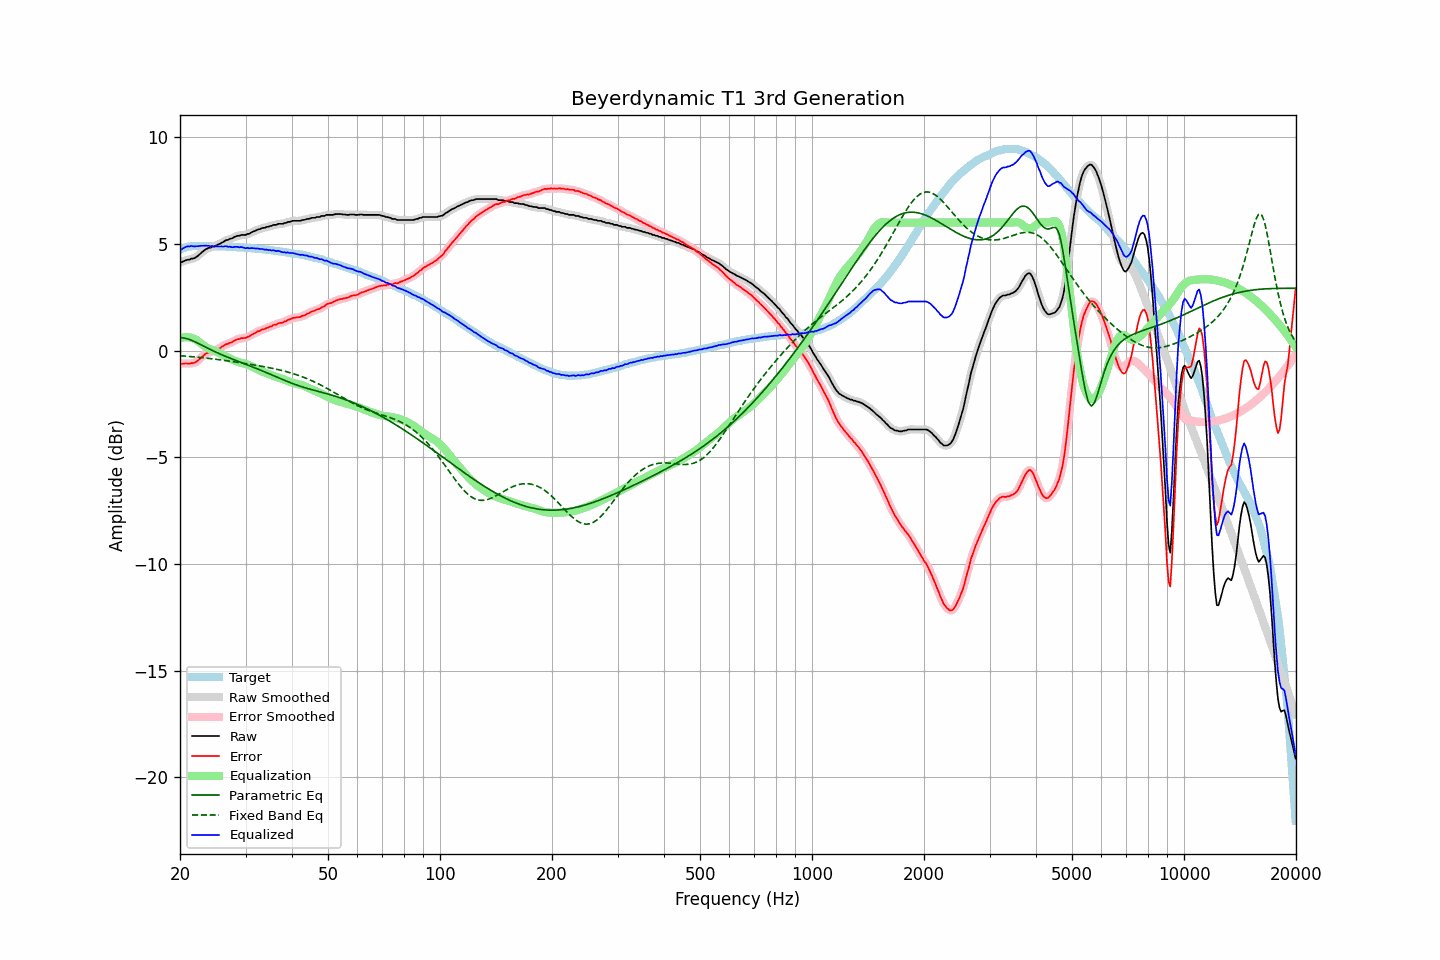 Beyerdynamic T1 3rd Generation
Amplitude (dBr)
10
5
0
−5
−10
−15
−20
Target
Raw Smoothed
Error Smoothed
Raw
Error
Equalization
Parametric Eq
Fixed Band Eq
Equalized
20 50 100 200 500 1000 2000 5000 10000 20000
Frequency (Hz)